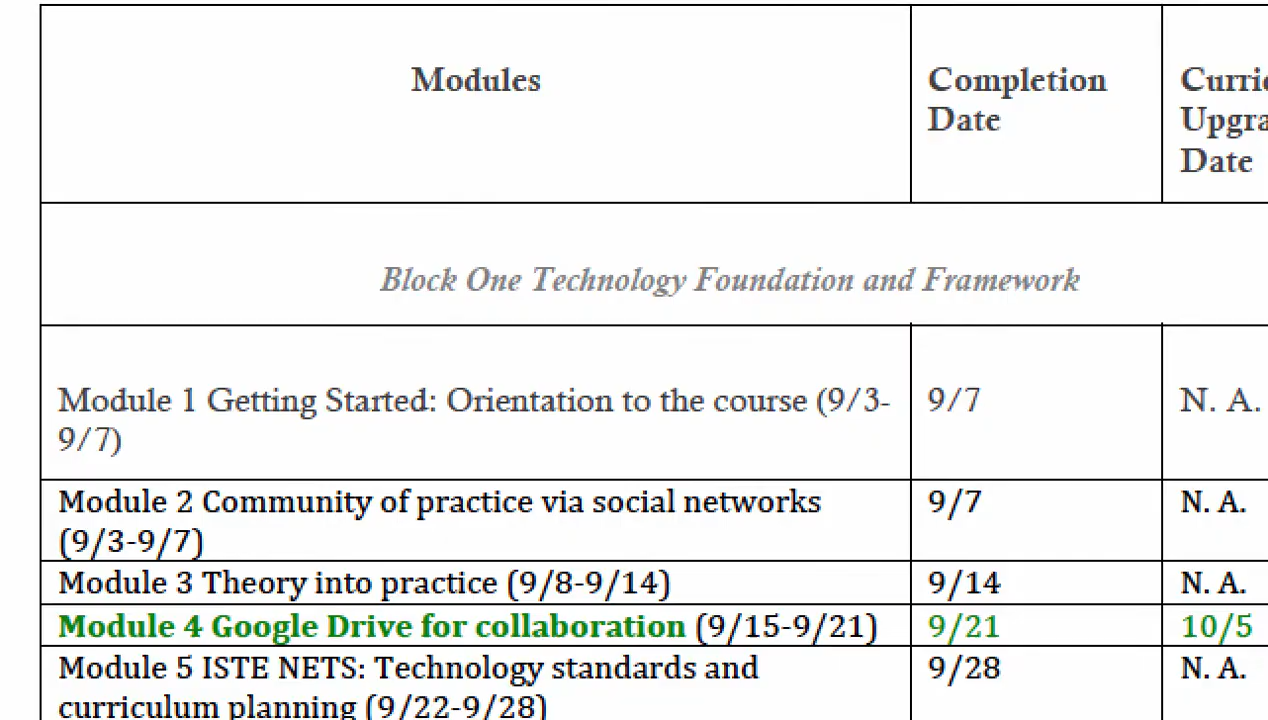 Modules
Completion
Date
Upgra
Date
Block One Technology Foundation and Framework
Module 1 Getting Started: Orientation to the course (9/3-
9/7)
9/7
N. A.
Module 2 Community of practice via social networks
(9/3-9/7)
9/7
N. A.
Module 3 Theory into practice (9/8-9/14)
9/14
N. A.
Module 4 Google Drive for collaboration (9/15-9/21)
9/21
10/5
Module 5 ISTE NETS: Technology standards and
curriculum planning (9/22-9/28)
9/28
N. A.